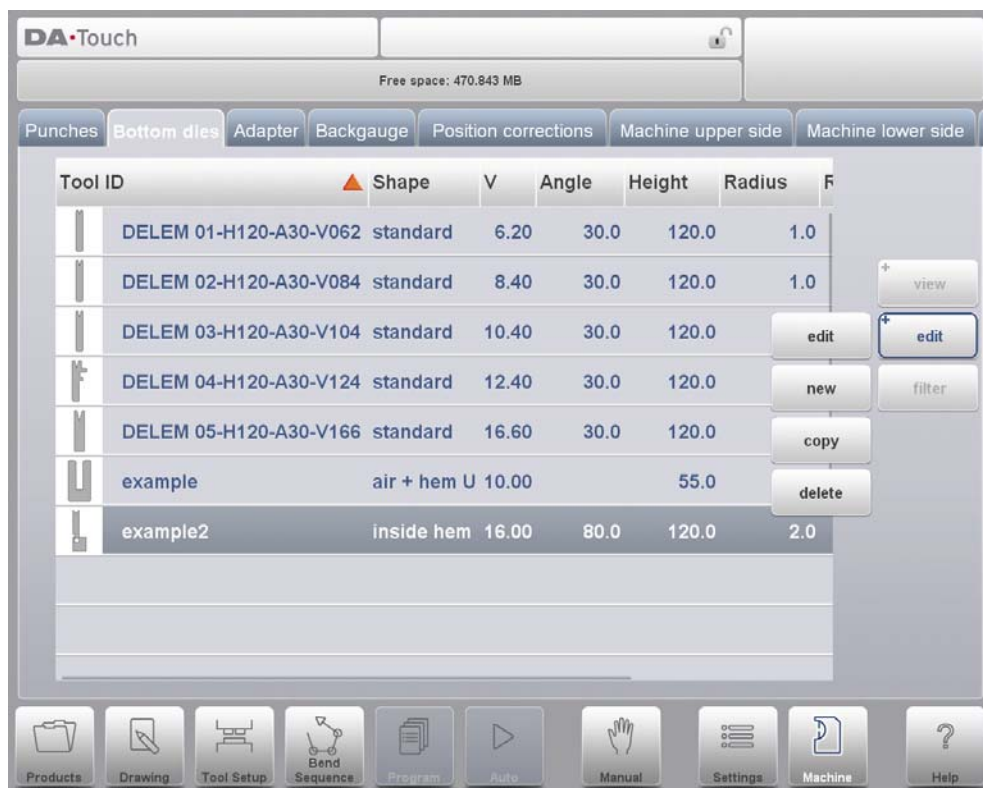 DA·Touch
Free space: 470.843 MB
Punches Bottom dies Adapter Backgauge Position corrections Machine upper side Machine lower side
Tool ID Shape V Angle Height Radius
DELEM 01-H120-A30-V062 standard 6.20 30.0 120.0 1.0
DELEM 02-H120-A30-V084 standard 8.40 30.0 120.0 1.0
DELEM 03-H120-A30-V104 standard 10.40 30.0 120.0
DELEM 04-H120-A30-V124 standard 12.40 30.0 120.0
DELEM 05-H120-A30-V166 standard 16.60 30.0 120.0
example air + hem U 10.00 55.0
example2 inside hem 16.00 80.0 120.0 2.0
view
edit edit
new filter
copy
delete
Products Drawing Tool Setup Bend Sequence Program Auto Manual Settings Machine Help